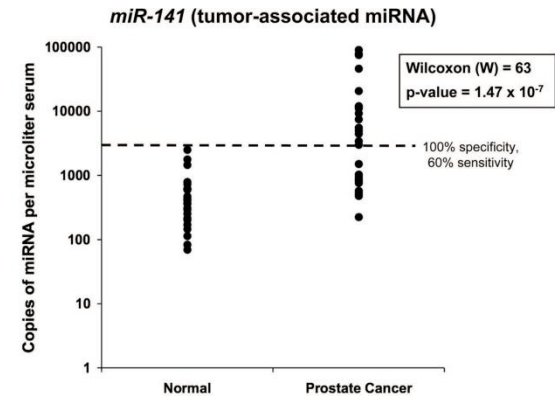 miR-141 (tumor-associated miRNA)
Copies of miRNA per microliter serum
100000
10000
1000
100
10
1
Wilcoxon (W) = 63
p-value = 1.47 x 10⁻⁷
100% specificity,
60% sensitivity
Normal
Prostate Cancer